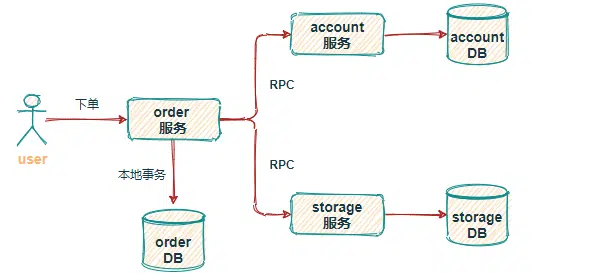 account
服务
account
DB
RPC
下单
order
服务
user
RPC
本地事务
storage
服务
storage
DB
order
DB